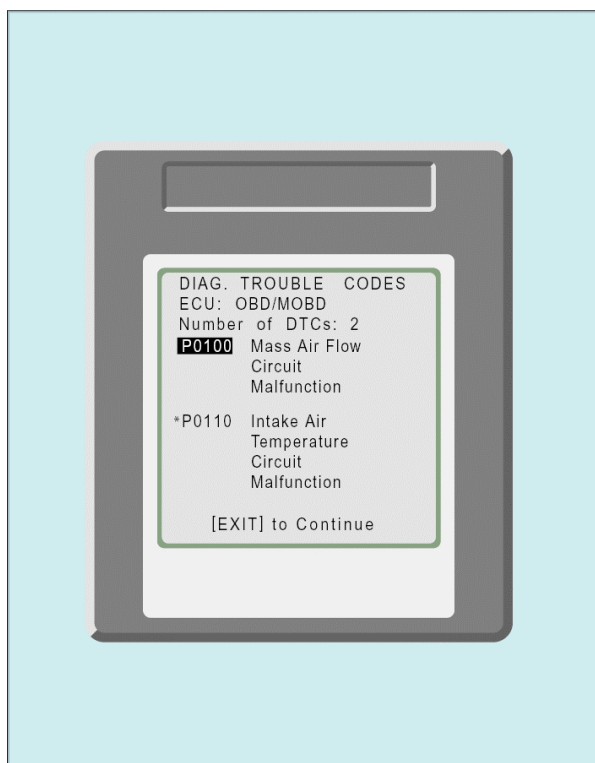 DIAG. TROUBLE CODES
ECU: OBD/MOBD
Number of DTCs: 2
P0100 Mass Air Flow
Circuit
Malfunction
*P0110 Intake Air
Temperature
Circuit
Malfunction
[EXIT] to Continue